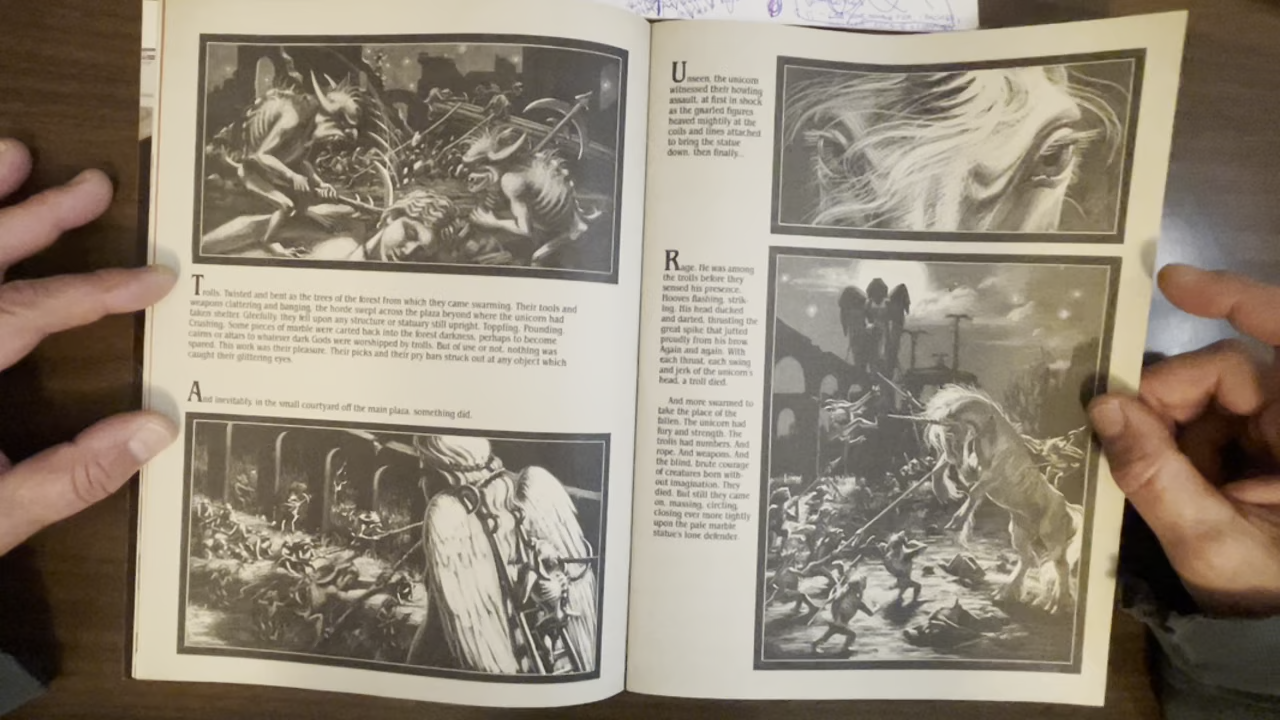 Trolls. Twisted and bent as the trees of the forest from which they came swarming. Their tools and
weapons clattering and banging, the horde swept across the plaza beyond where the unicorn had
taken shelter. Gleefully, they fell upon any structure or statuary still upright. Toppling. Pounding.
Crushing. Some pieces of marble were carted back into the forest darkness, perhaps to become
cairns or altars to whatever dark Gods were worshipped by trolls. But of use or not, nothing was
spared. This work was their pleasure. Their picks and their pry bars struck out at any object which
caught their glittering eyes.
And inevitably, in the small courtyard off the main plaza, something did.
Unseen, the unicorn
witnessed their howling
assault, at first in shock
as the gnarled figures
heaved mightily at the
coils and lines attached
to bring the statue
down, then finally...
Rage. He was among
the trolls before they
sensed his presence.
Hooves flashing, strik-
ing. His head ducked
and darted, thrusting the
great spike that jutted
proudly from his brow.
Again and again. With
each thrust, each swing
and jerk of the unicorn's
head, a troll died.
And more swarmed to
take the place of the
fallen. The unicorn had
fury and strength. The
trolls had numbers. And
rope. And weapons. And
the blind, brute courage
of creatures born with-
out imagination. They
died. But still they came
on, massing, circling,
closing ever more tightly
upon the pale marble
statue's lone defender.